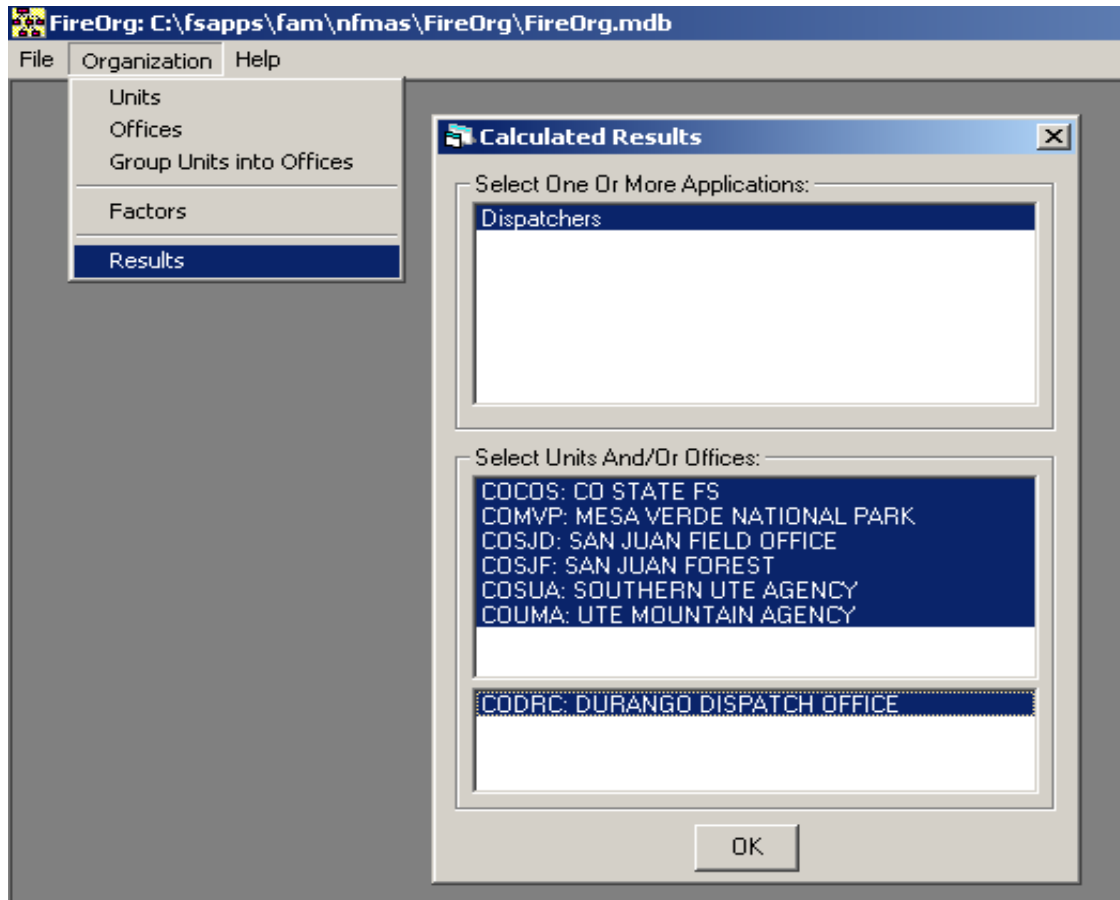 FireOrg: C:\fsapps\fam\nfmas\FireOrg\FireOrg.mdb
File Organization Help
Units
Offices
Group Units into Offices
Factors
Results
Calculated Results
Select One Or More Applications:
Dispatchers
Select Units And/Or Offices:
COCOS: CO STATE FS
COMVP: MESA VERDE NATIONAL PARK
COSJD: SAN JUAN FIELD OFFICE
COSJF: SAN JUAN FOREST
COSUA: SOUTHERN UTE AGENCY
COUMA: UTE MOUNTAIN AGENCY
CODRC: DURANGO DISPATCH OFFICE
OK